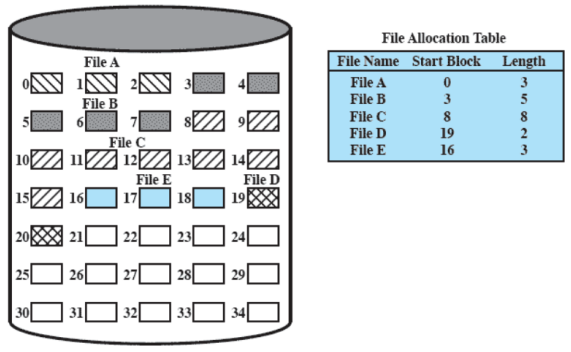 File A
0 1 2 3 4
File B
5 6 7 8 9
File C
10 11 12 13 14
File E File D
15 16 17 18 19
20 21 22 23 24
25 26 27 28 29
30 31 32 33 34
File Allocation Table
File Name Start Block Length
File A 0 3
File B 3 5
File C 8 8
File D 19 2
File E 16 3